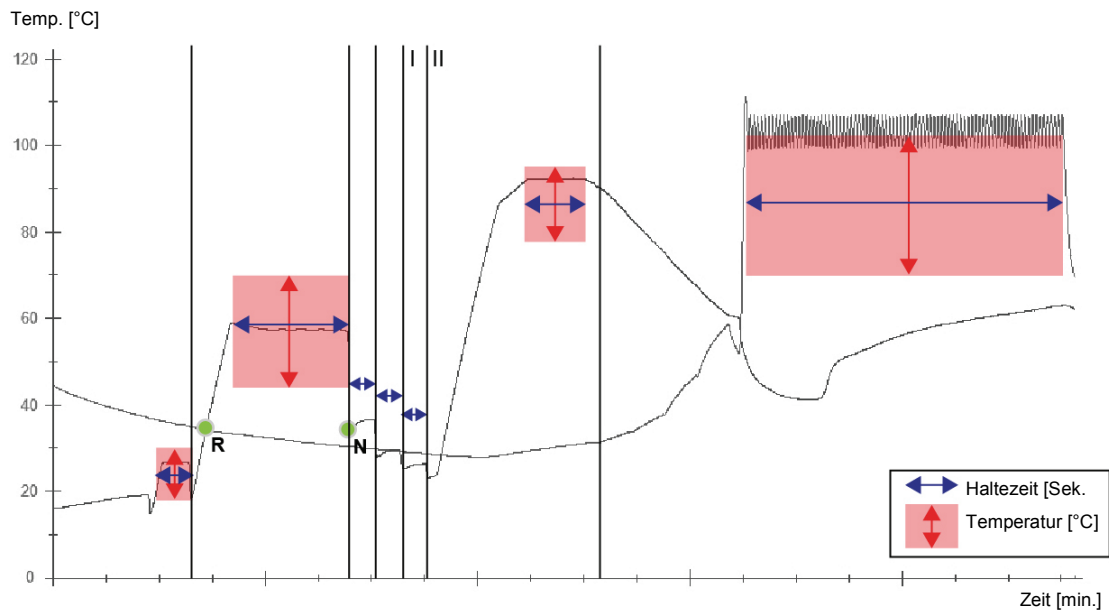 Temp. [°C]
120
I
II
100
80
60
40
R
N
20
0
Haltezeit [Sek.
Temperatur [°C]
Zeit [min.]